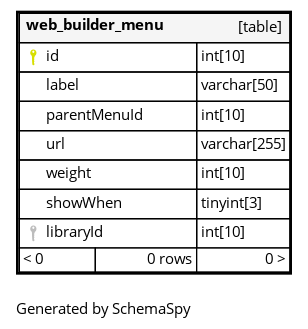 web_builder_menu [table]
id int[10]
label varchar[50]
parentMenuId int[10]
url varchar[255]
weight int[10]
showWhen tinyint[3]
libraryId int[10]
< 0 0 rows 0 >
Generated by SchemaSpy